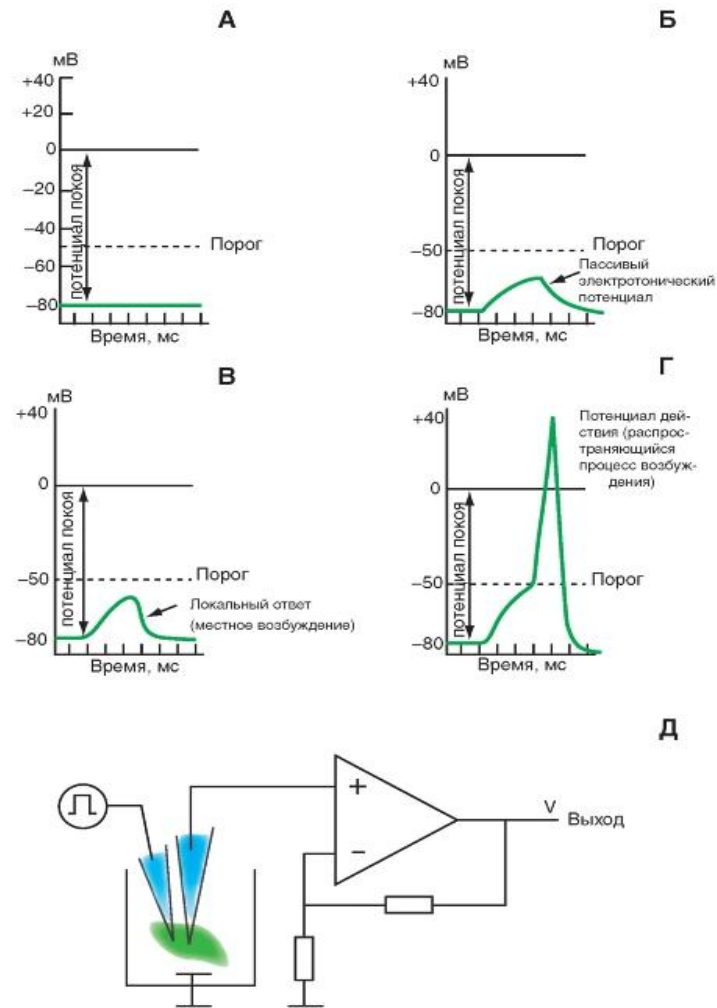 А
мВ
+40
+20
0
−20
−40
−60
−80
потенциал покоя
Порог
Время, мс
Б
мВ
+40
0
−50
−80
потенциал покоя
Порог
Пассивный
электротонический
потенциал
Время, мс
В
мВ
+40
0
−50
−80
потенциал покоя
Порог
Локальный ответ
(местное возбуждение)
Время, мс
Г
мВ
+40
0
−50
−80
потенциал покоя
Потенциал дей-
ствия (распрос-
траняющийся
процесс возбуж-
дения)
Порог
Время, мс
Д
+
−
V
Выход